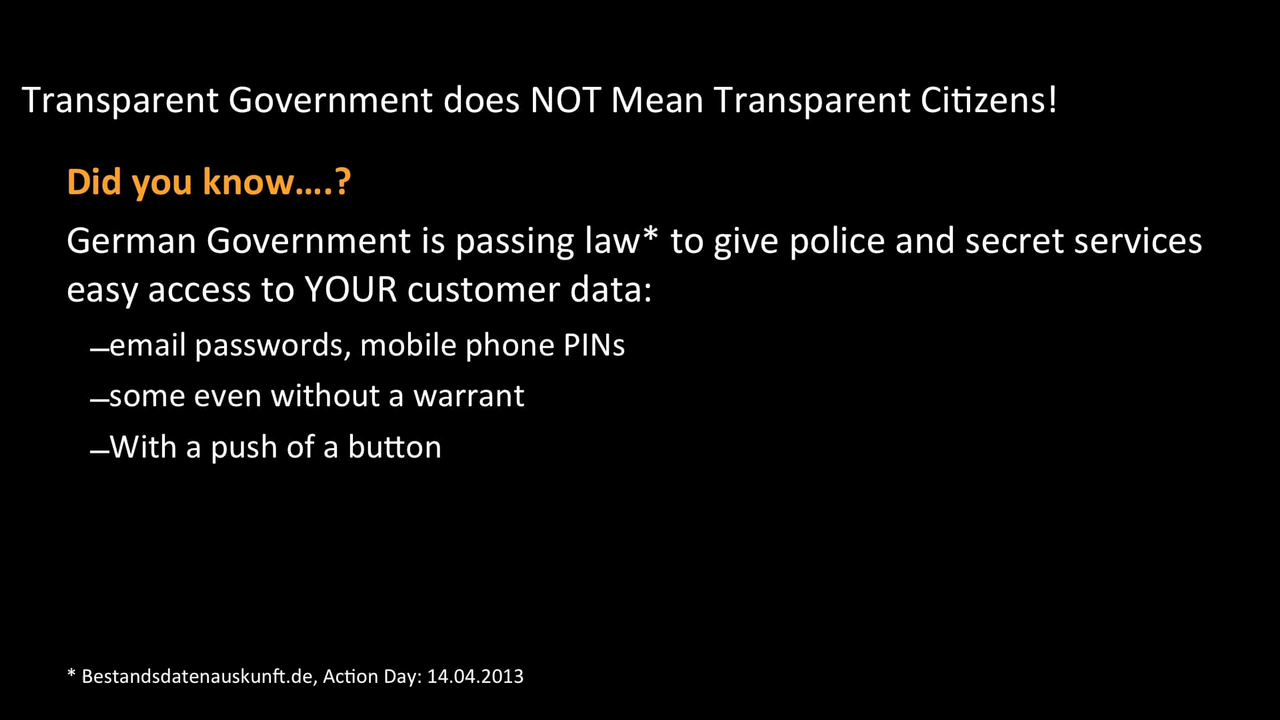 Transparent Government does NOT Mean Transparent Citizens!
Did you know….?
German Government is passing law* to give police and secret services
easy access to YOUR customer data:
–email passwords, mobile phone PINs
–some even without a warrant
–With a push of a button
* Bestandsdatenauskunft.de, Action Day: 14.04.2013